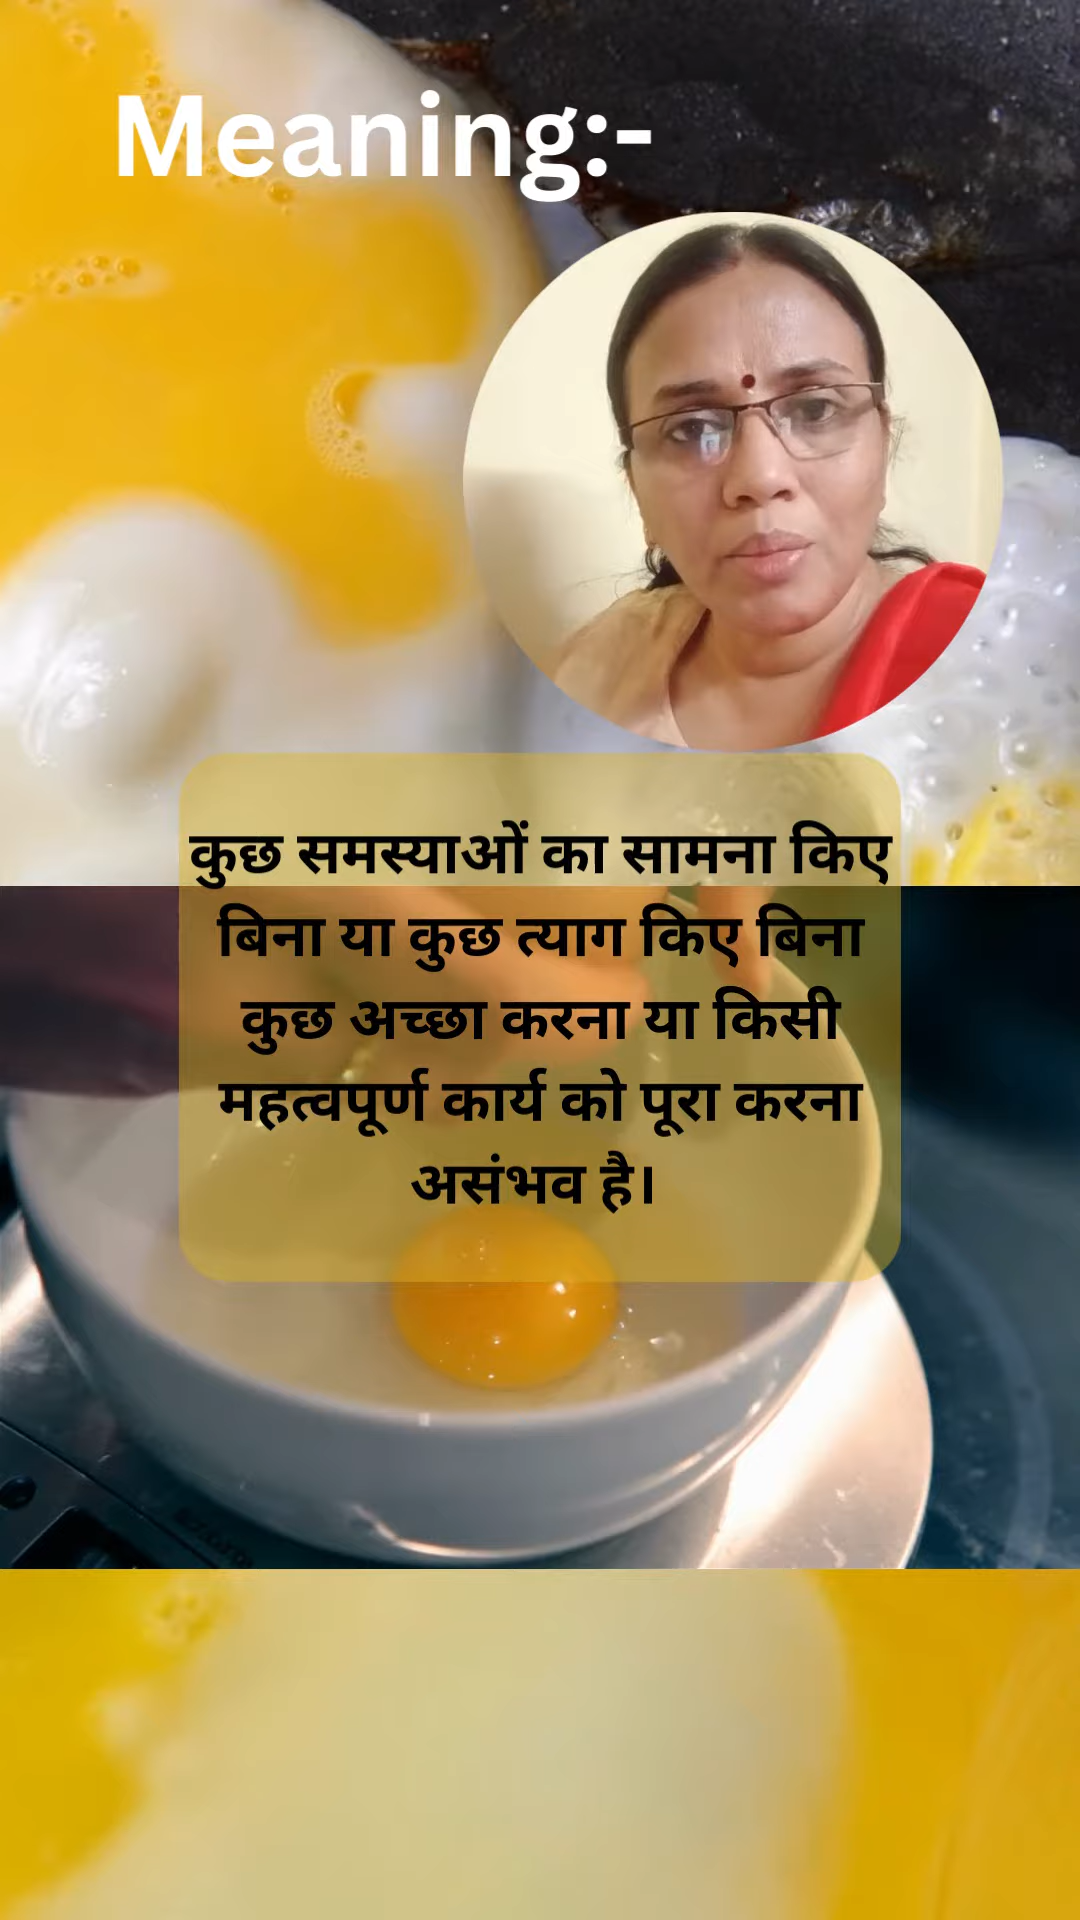 Meaning:-
कुछ समस्याओं का सामना किए
बिना या कुछ त्याग किए बिना
कुछ अच्छा करना या किसी
महत्वपूर्ण कार्य को पूरा करना
असंभव है।